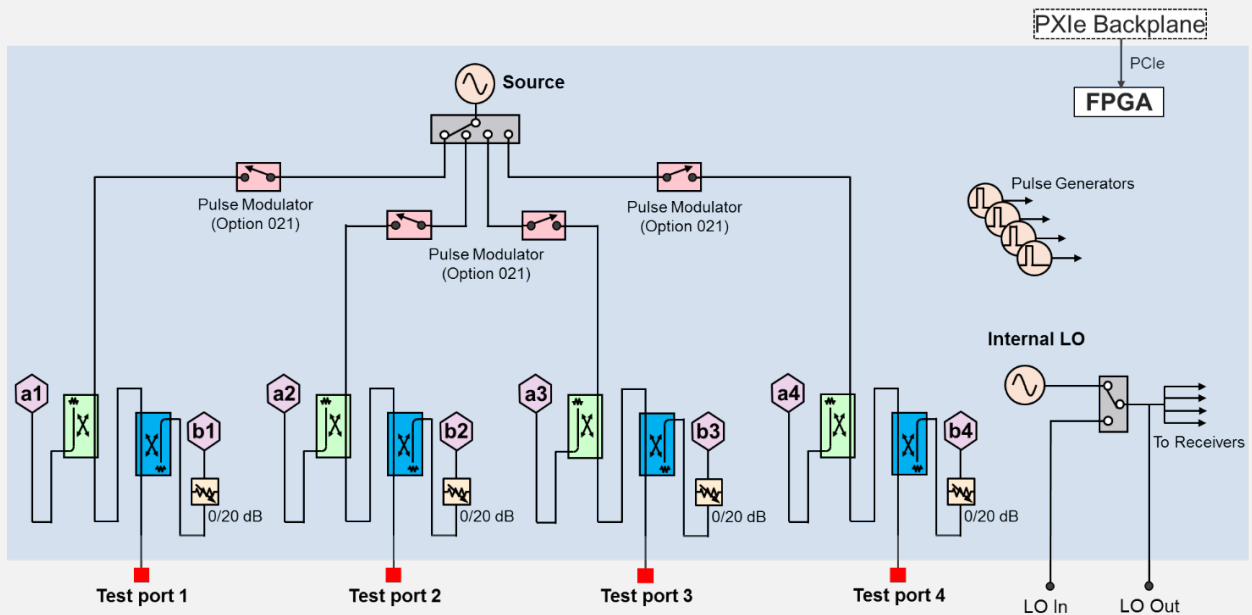 PXIe Backplane
PCIe
FPGA
Source
Pulse Modulator
(Option 021)
Pulse Modulator
(Option 021)
Pulse Modulator
(Option 021)
Pulse Generators
Internal LO
To Receivers
a1
b1
a2
b2
a3
b3
a4
b4
0/20 dB
0/20 dB
0/20 dB
0/20 dB
Test port 1
Test port 2
Test port 3
Test port 4
LO In
LO Out